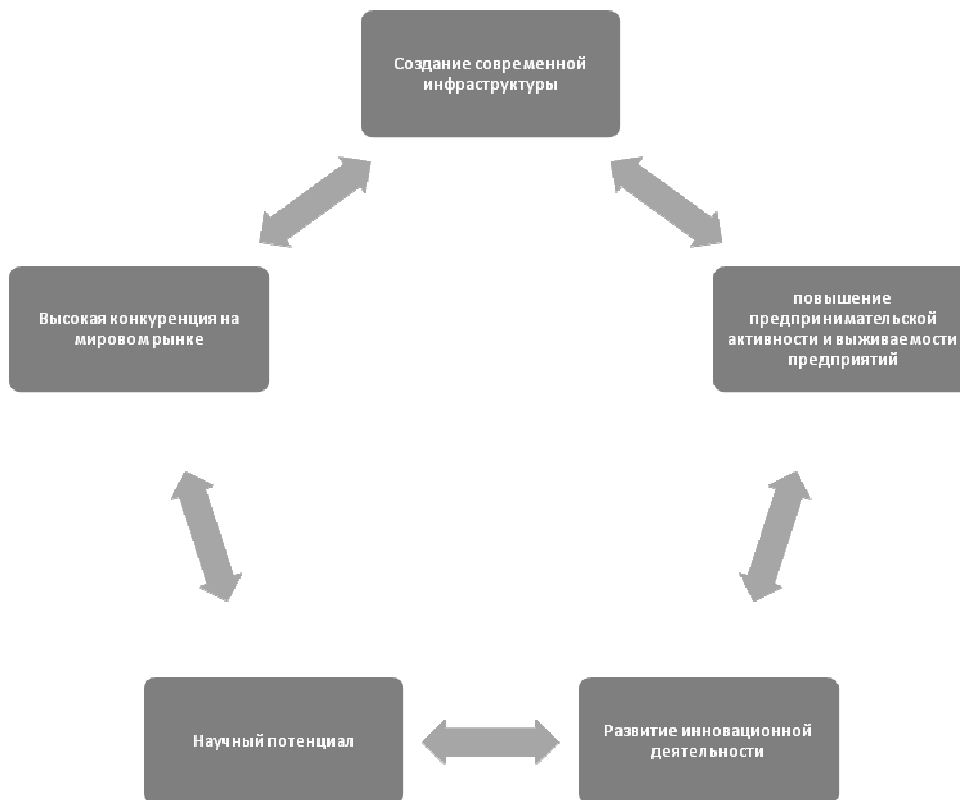 Создание современной
инфраструктуры
Высокая конкуренция на
мировом рынке
повышение
предпринимательской
активности и выживаемости
предприятий
Научный потенциал
Развитие инновационной
деятельности